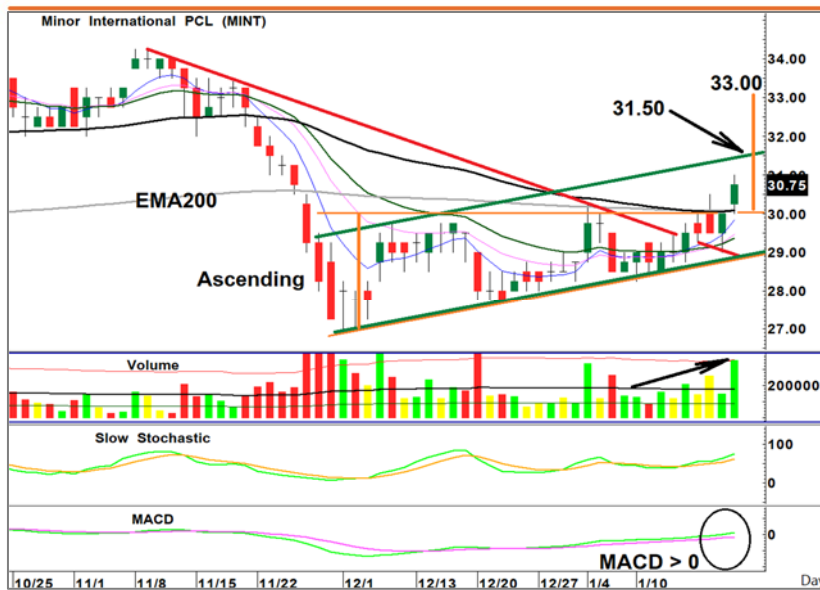 Minor International PCL (MINT)
34.00
33.00
33.00
31.50
32.00
30.75
EMA200
30.00
29.00
Ascending
28.00
27.00
Volume
200000
Slow Stochastic
100
0
MACD
0
MACD > 0
10/25 11/1 11/8 11/15 11/22 12/1 12/13 12/20 12/27 1/4 1/10